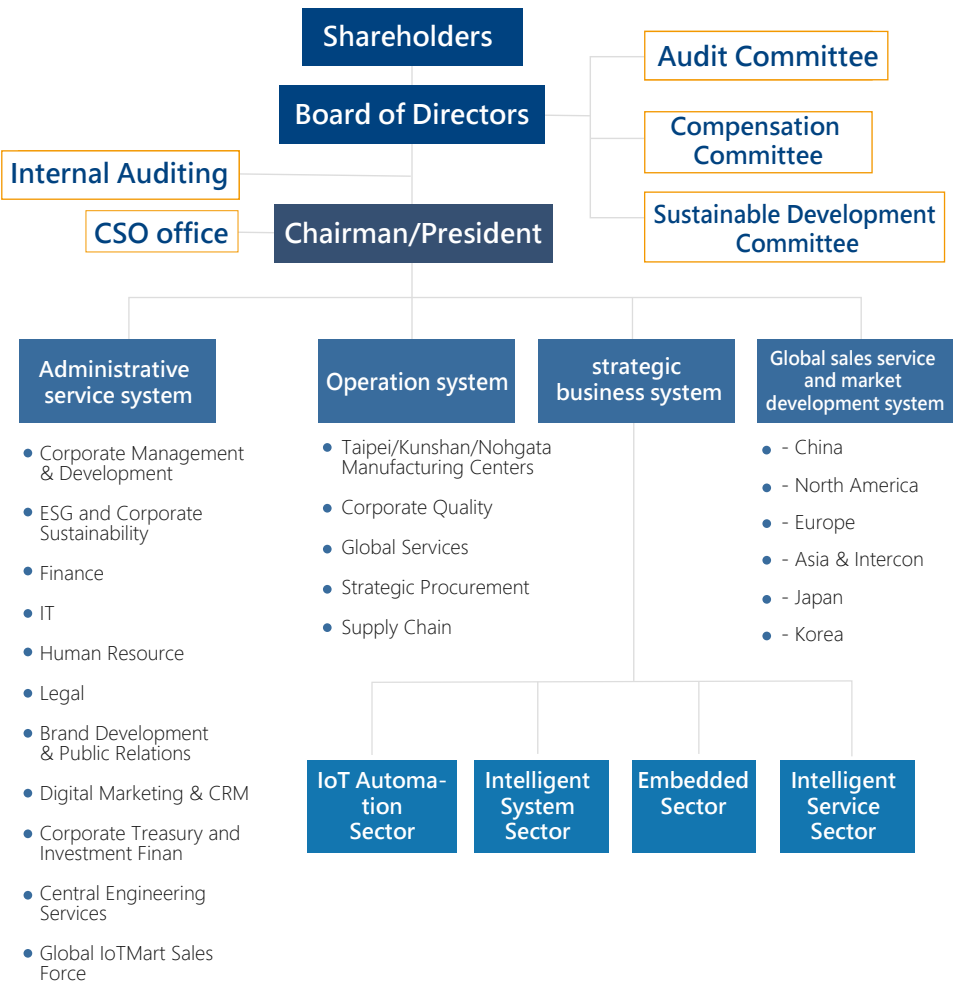 Shareholders
Board of Directors
Audit Committee
Compensation
Committee
Sustainable Development
Committee
Internal Auditing
CSO office
Chairman/President
Administrative
service system
• Corporate Management
& Development
• ESG and Corporate
Sustainability
• Finance
• IT
• Human Resource
• Legal
• Brand Development
& Public Relations
• Digital Marketing & CRM
• Corporate Treasury and
Investment Finan
• Central Engineering
Services
• Global IoTMart Sales
Force
Operation system
• Taipei/Kunshan/Nohgata
Manufacturing Centers
• Corporate Quality
• Global Services
• Strategic Procurement
• Supply Chain
strategic
business system
IoT Automa-
tion
Sector
Intelligent
System
Sector
Embedded
Sector
Intelligent
Service
Sector
Global sales service
and market
development system
• - China
• - North America
• - Europe
• - Asia & Intercon
• - Japan
• - Korea